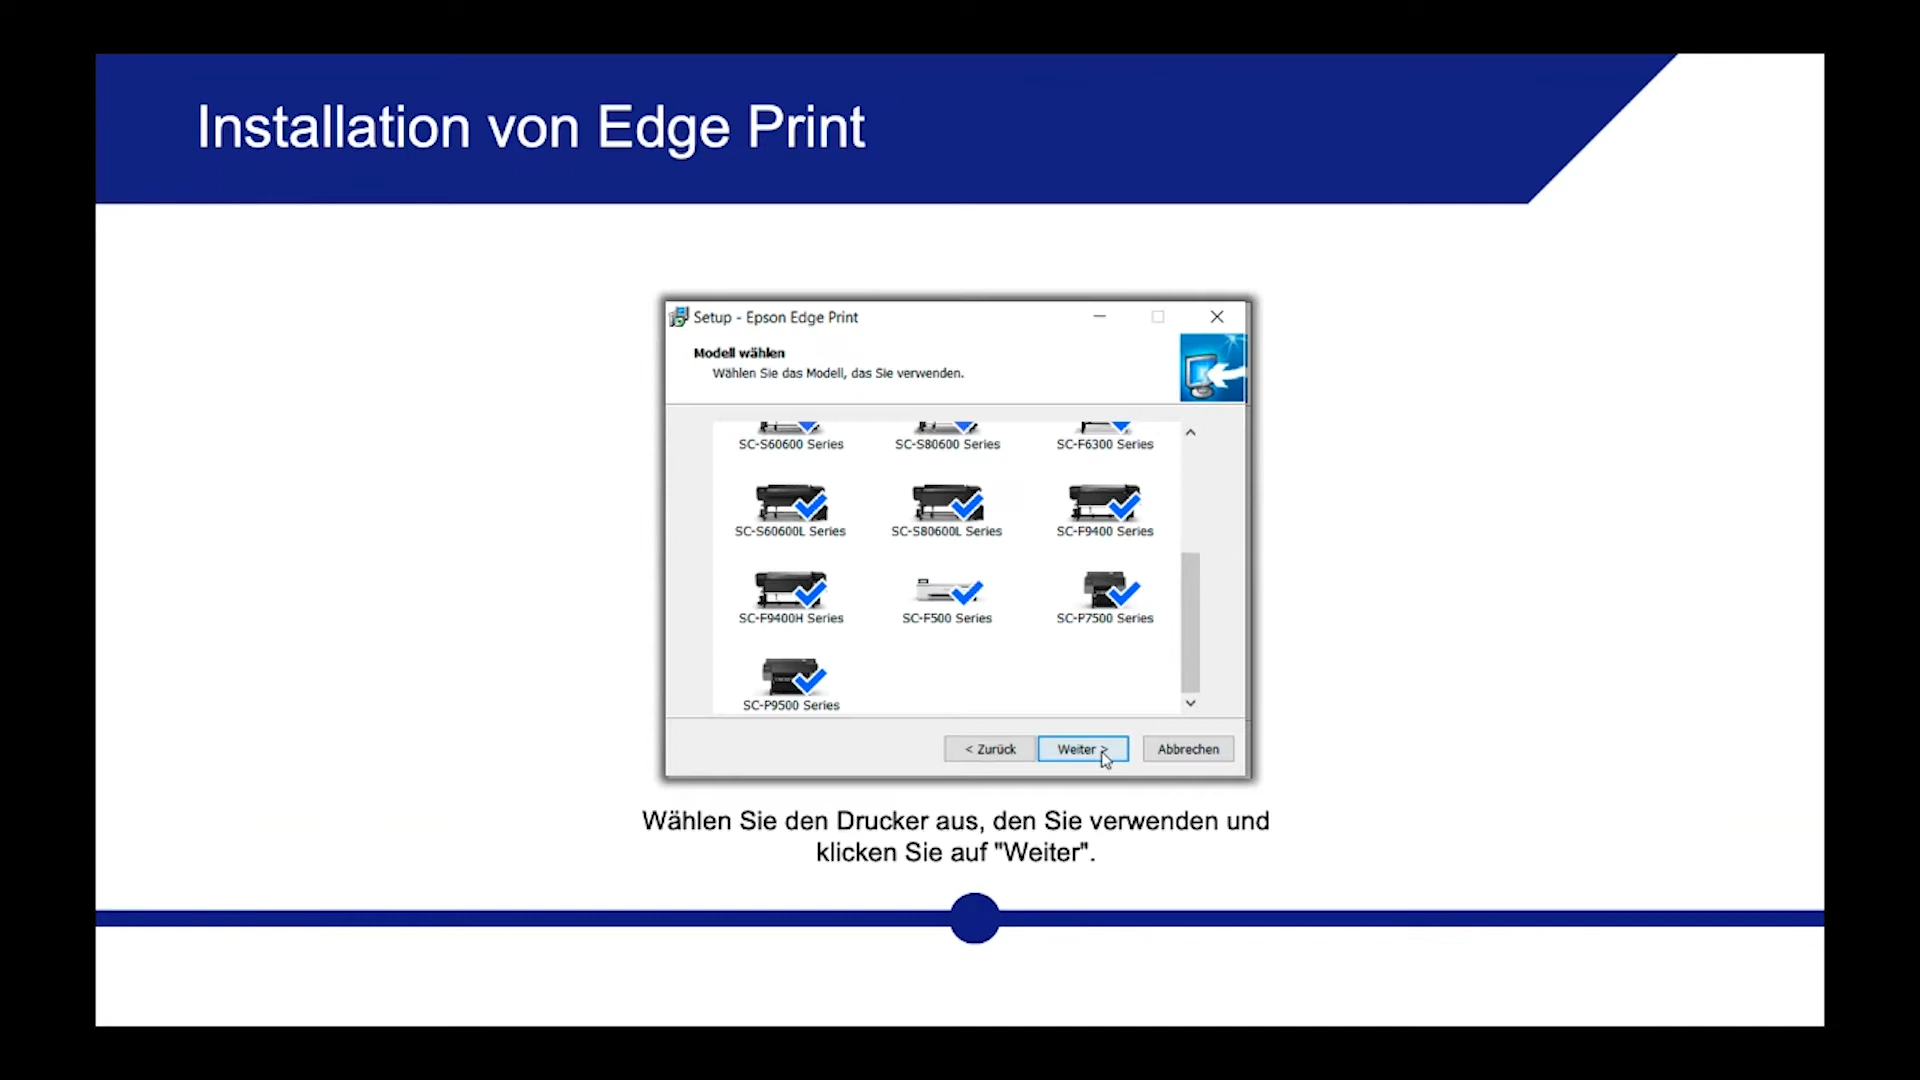 Installation von Edge Print
Setup - Epson Edge Print
Modell wählen
Wählen Sie das Modell, das Sie verwenden.
SC-S60600 Series SC-S80600 Series SC-F6300 Series
SC-S60600L Series SC-S80600L Series SC-F9400 Series
SC-F9400H Series SC-F500 Series SC-P7500 Series
SC-P9500 Series
< Zurück Weiter > Abbrechen
Wählen Sie den Drucker aus, den Sie verwenden und
klicken Sie auf "Weiter".